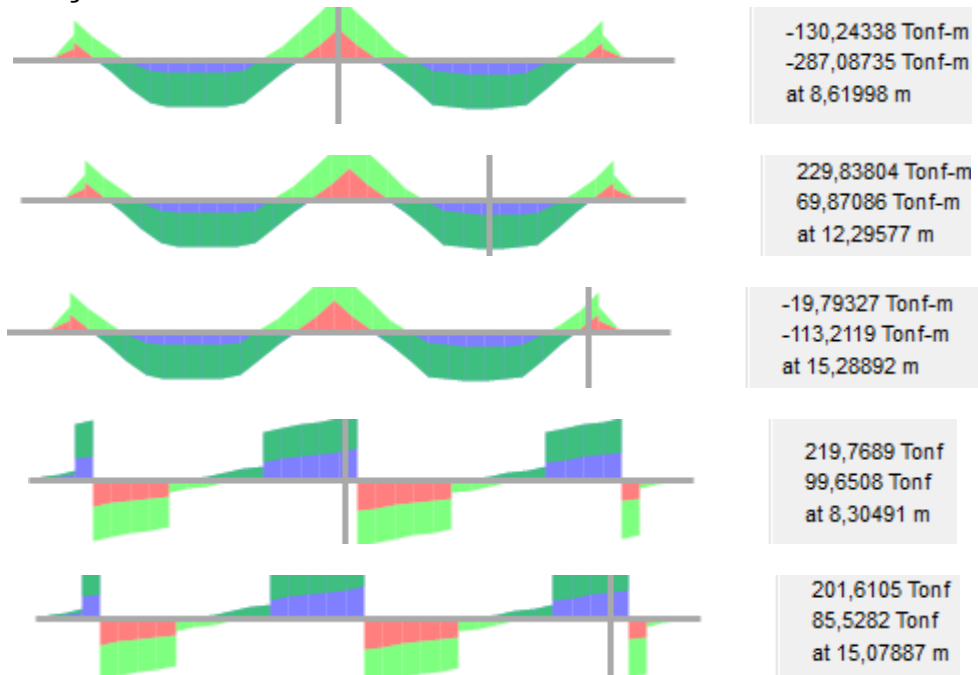 -130,24338 Tonf-m
-287,08735 Tonf-m
at 8,61998 m
229,83804 Tonf-m
69,87086 Tonf-m
at 12,29577 m
-19,79327 Tonf-m
-113,2119 Tonf-m
at 15,28892 m
219,7689 Tonf
99,6508 Tonf
at 8,30491 m
201,6105 Tonf
85,5282 Tonf
at 15,07887 m